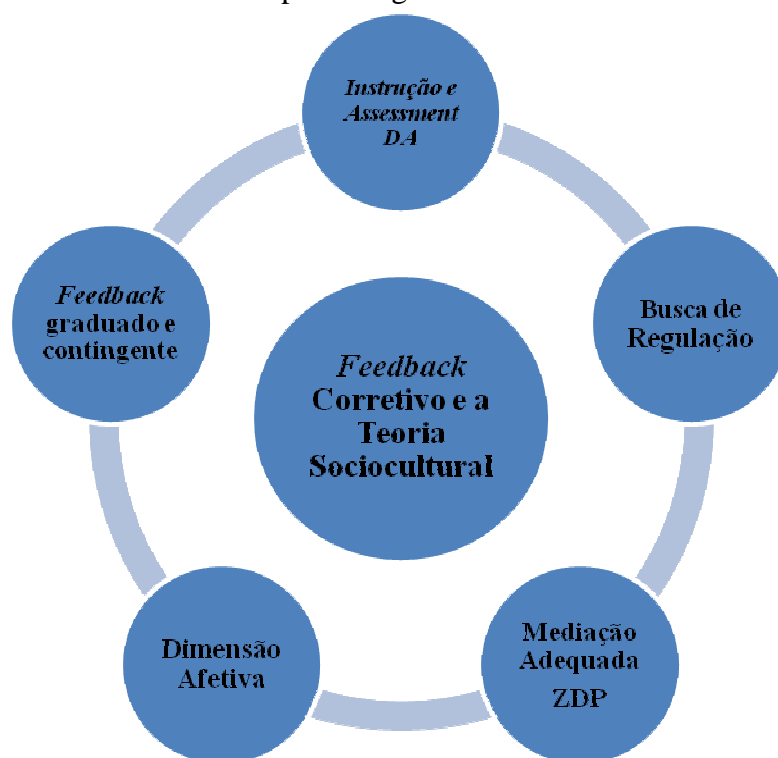 Instrução e
Assessment
DA
Busca de
Regulação
Feedback
graduado e
contingente
Feedback
Corretivo e a
Teoria
Sociocultural
Dimensão
Afetiva
Mediação
Adequada
ZDP